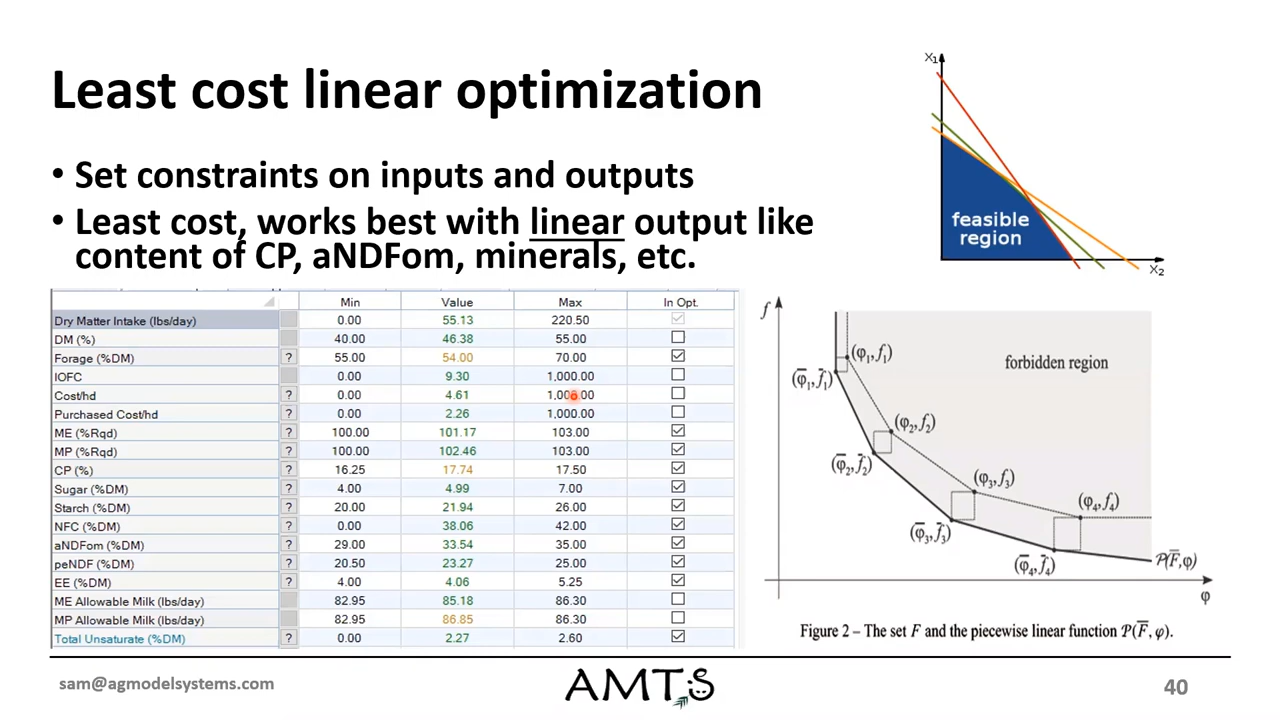 Least cost linear optimization
• Set constraints on inputs and outputs
• Least cost, works best with linear output like
content of CP, aNDFom, minerals, etc.
X1
feasible
region
X2
Min Value Max In Opt.
Dry Matter Intake (lbs/day) 0.00 55.13 220.50
DM (%) 40.00 46.38 55.00
Forage (%DM) ? 55.00 54.00 70.00
IOFC 0.00 9.30 1,000.00
Cost/hd ? 0.00 4.61 1,000.00
Purchased Cost/hd ? 0.00 2.26 1,000.00
ME (%Rqd) ? 100.00 101.17 103.00
MP (%Rqd) ? 100.00 102.46 103.00
CP (%) ? 16.25 17.74 17.50
Sugar (%DM) ? 4.00 4.99 7.00
Starch (%DM) ? 20.00 21.94 26.00
NFC (%DM) ? 0.00 38.06 42.00
aNDFom (%DM) ? 29.00 33.54 35.00
peNDF (%DM) ? 20.50 23.27 25.00
EE (%DM) ? 4.00 4.06 5.25
ME Allowable Milk (lbs/day) 82.95 85.18 86.30
MP Allowable Milk (lbs/day) 82.95 86.85 86.30
Total Unsaturate (%DM) ? 0.00 2.27 2.60
f
(φ₁,f₁)
forbidden region
(φ̅₁,f̅₁)
(φ₂,f₂)
(φ̅₂,f̅₂)
(φ₃,f₃)
(φ₄,f₄)
(φ̅₃,f̅₃)
(φ̅₄,f̅₄)
P(F̅,φ)
φ
Figure 2 – The set F and the piecewise linear function P(F̅, φ).
sam@agmodelsystems.com
AMTS
40